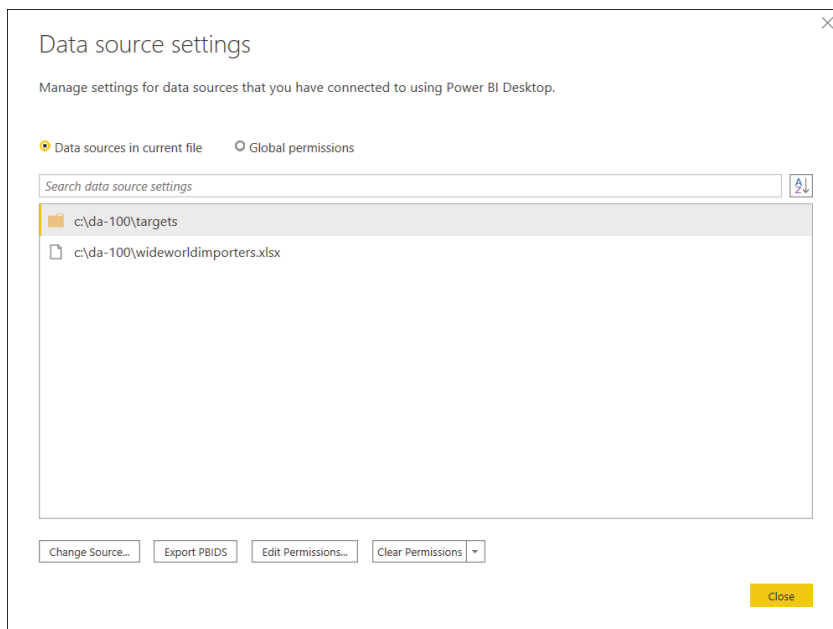 Data source settings
Manage settings for data sources that you have connected to using Power BI Desktop.
Data sources in current file Global permissions
Search data source settings
A
Z
c:\da-100\targets
c:\da-100\wideworldimporters.xlsx
Change Source... Export PBIDS Edit Permissions... Clear Permissions
Close